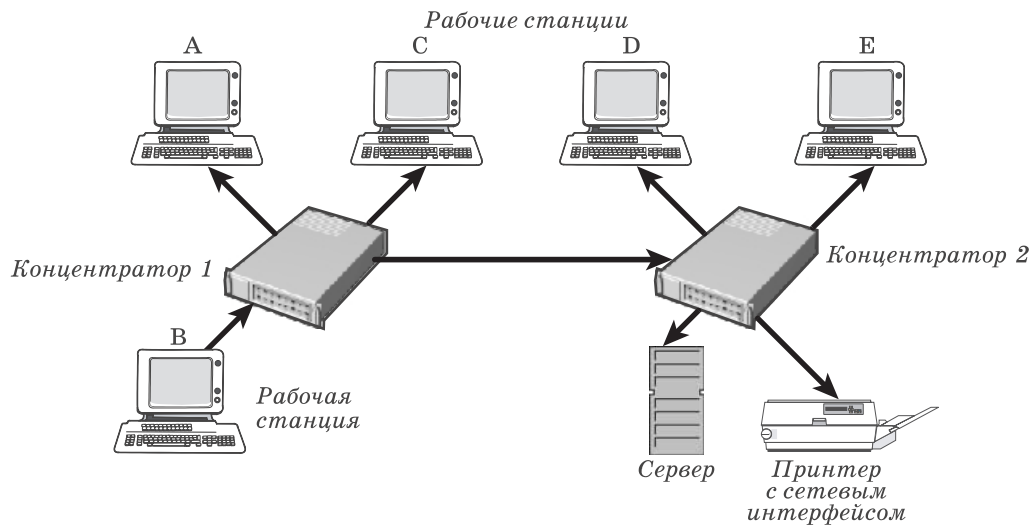 Рабочие станции
A
C
D
E
Концентратор 1
Концентратор 2
B
Рабочая
станция
Сервер
Принтер
с сетевым
интерфейсом